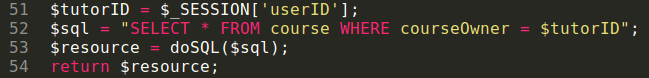 51 $tutorID = $_SESSION['userID'];
52 $sql = "SELECT * FROM course WHERE courseOwner = $tutorID";
53 $resource = doSQL($sql);
54 return $resource;